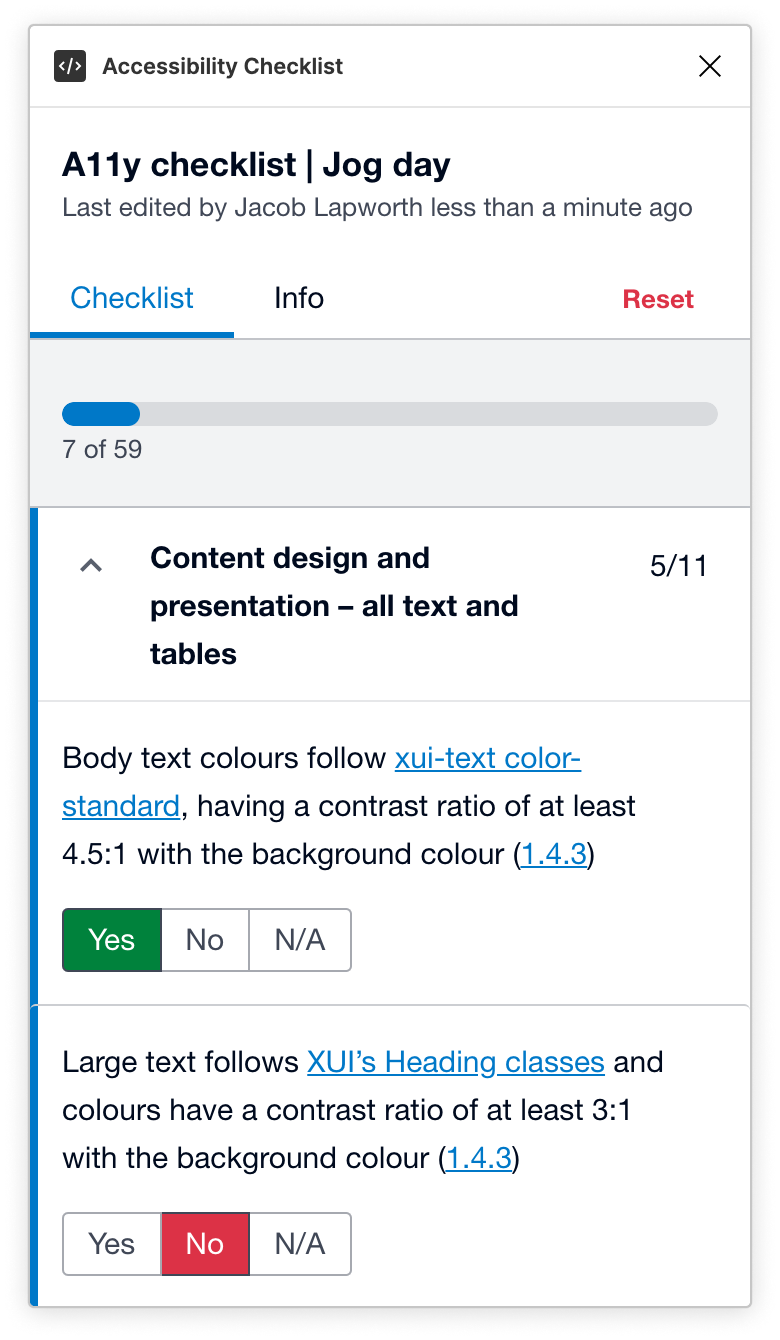 </> Accessibility Checklist
A11y checklist | Jog day
Last edited by Jacob Lapworth less than a minute ago
Checklist Info Reset
7 of 59
Content design and 5/11
presentation – all text and
tables
Body text colours follow xui-text color-
standard, having a contrast ratio of at least
4.5:1 with the background colour (1.4.3)
Yes No N/A
Large text follows XUI’s Heading classes and
colours have a contrast ratio of at least 3:1
with the background colour (1.4.3)
Yes No N/A